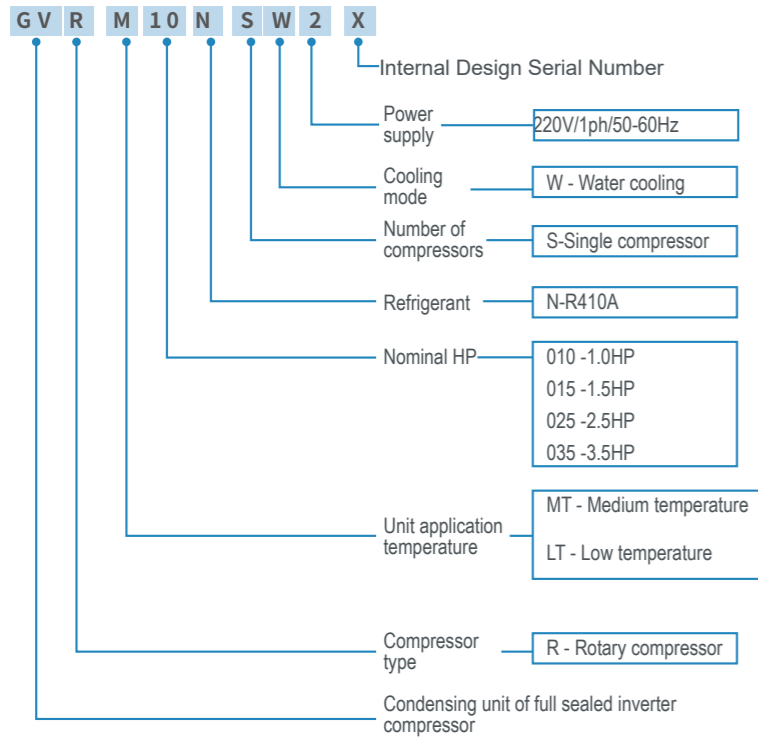 GV R M 10 N S W 2 X
Internal Design Serial Number
Power
supply
220V/1ph/50-60Hz
Cooling
mode
W - Water cooling
Number of
compressors
S-Single compressor
Refrigerant
N-R410A
Nominal HP
010 -1.0HP
015 -1.5HP
025 -2.5HP
035 -3.5HP
Unit application
temperature
MT - Medium temperature
LT - Low temperature
Compressor
type
R - Rotary compressor
Condensing unit of full sealed inverter
compressor